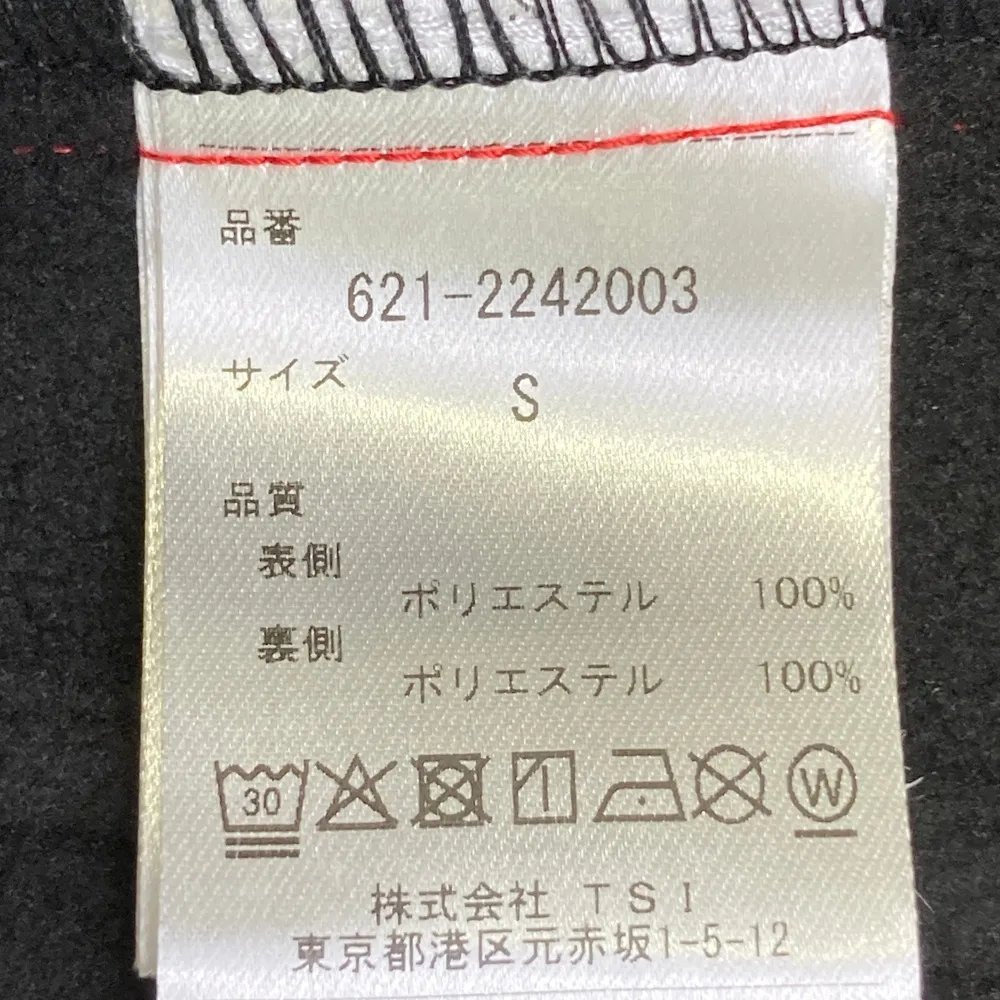 品番
621-2242003
サイズ
S
品質
表側
ポリエステル 100%
裏側
ポリエステル 100%
30
W
株式会社 TSI
東京都港区元赤坂1-5-12